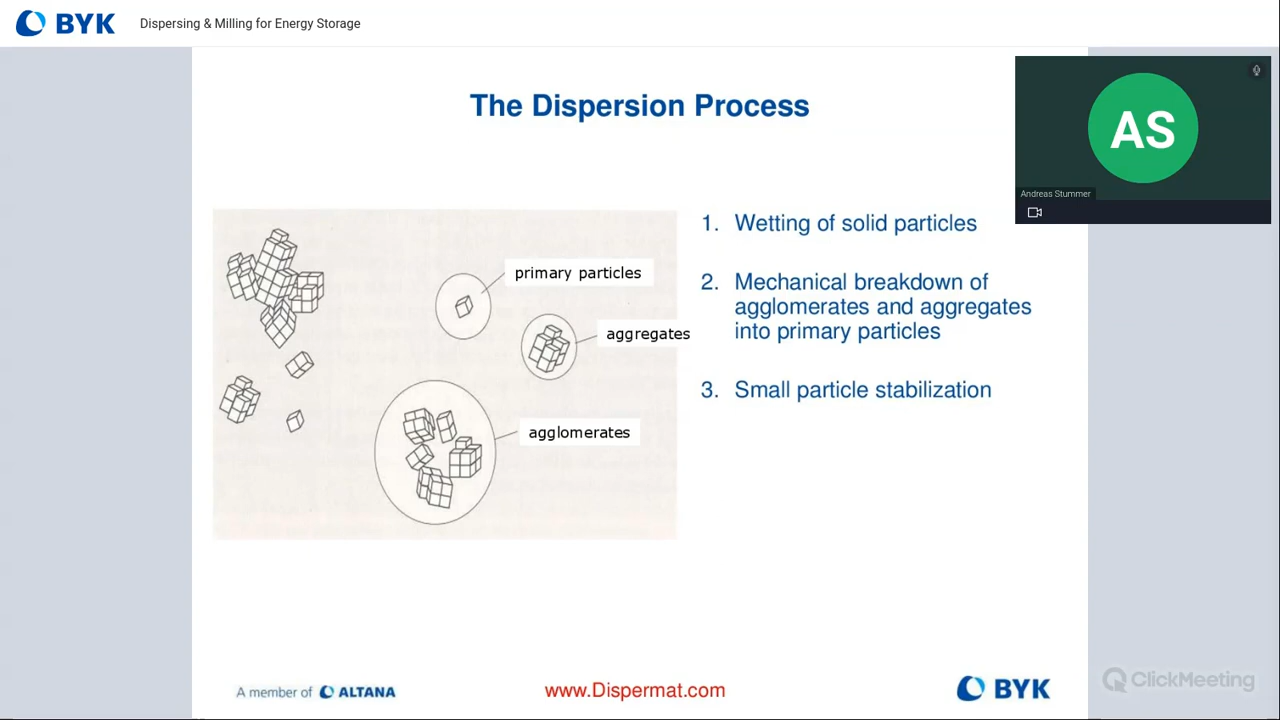 BYK
Dispersing & Milling for Energy Storage
The Dispersion Process
AS
Andreas Stummer
primary particles
aggregates
agglomerates
1. Wetting of solid particles
2. Mechanical breakdown of
agglomerates and aggregates
into primary particles
3. Small particle stabilization
A member of ALTANA
www.Dispermat.com
BYK
ClickMeeting